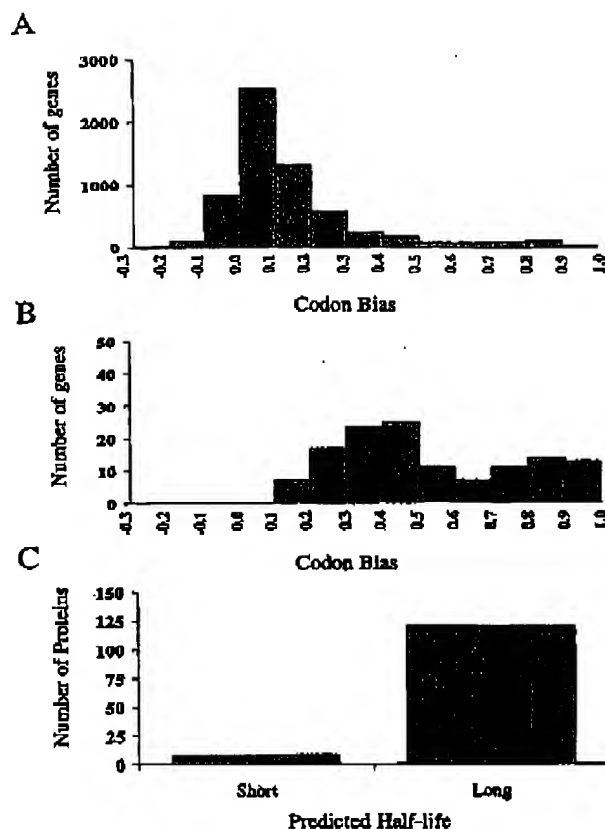 A
Number of genes
3000
2000
1000
0
-0.3 -0.2 -0.1 0.0 0.1 0.2 0.3 0.4 0.5 0.6 0.7 0.8 0.9 1.0
Codon Bias
B
Number of genes
50
40
30
20
10
0
-0.3 -0.2 -0.1 0.0 0.1 0.2 0.3 0.4 0.5 0.6 0.7 0.8 0.9 1.0
Codon Bias
C
Number of Proteins
150
125
100
75
50
25
0
Short Long
Predicted Half-life